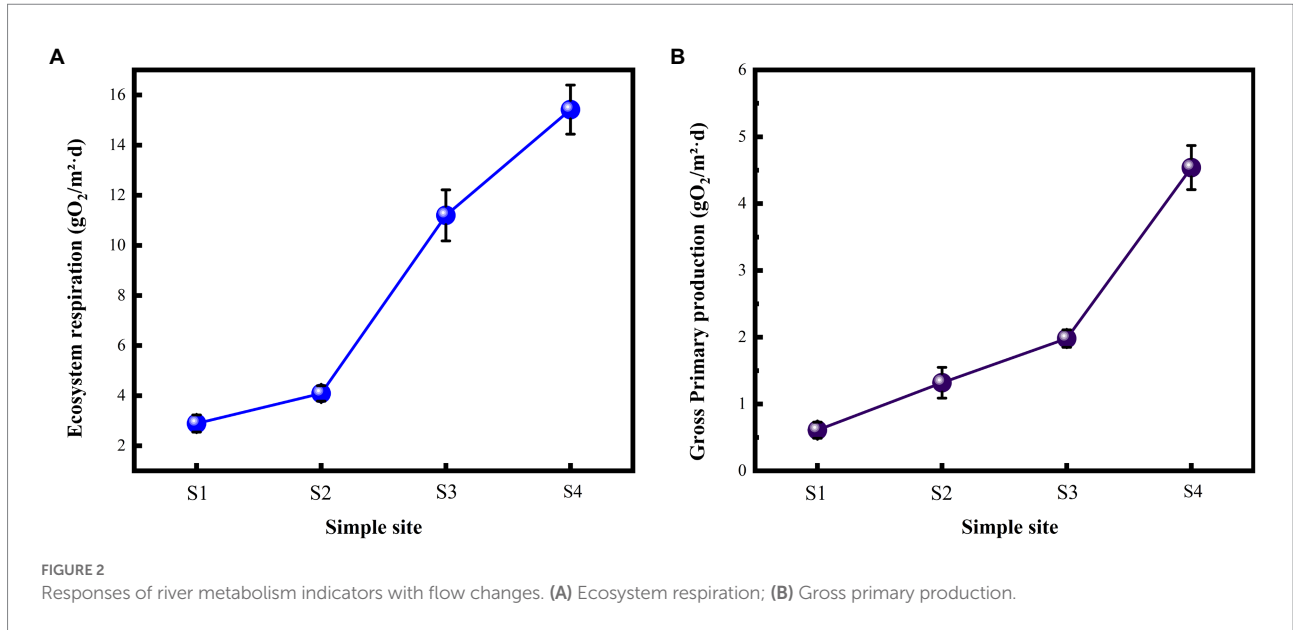 A
Ecosystem respiration (gO₂/m²·d)
16
14
12
10
8
6
4
2
S1
S2
S3
S4
Simple site
B
Gross Primary production (gO₂/m²·d)
6
5
4
3
2
1
0
S1
S2
S3
S4
Simple site
FIGURE 2
Responses of river metabolism indicators with flow changes. (A) Ecosystem respiration; (B) Gross primary production.